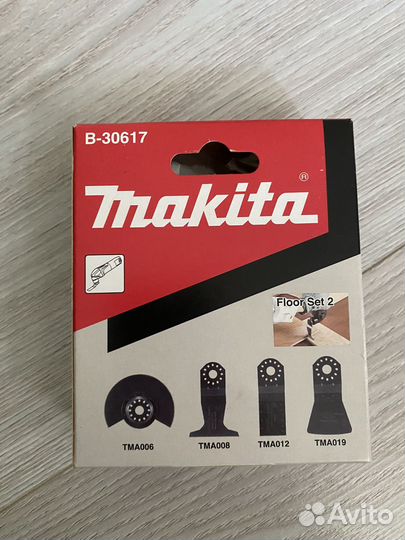 B-30617
makita®
Floor Set 2
TMA006 TMA008 TMA012 TMA019
Avito